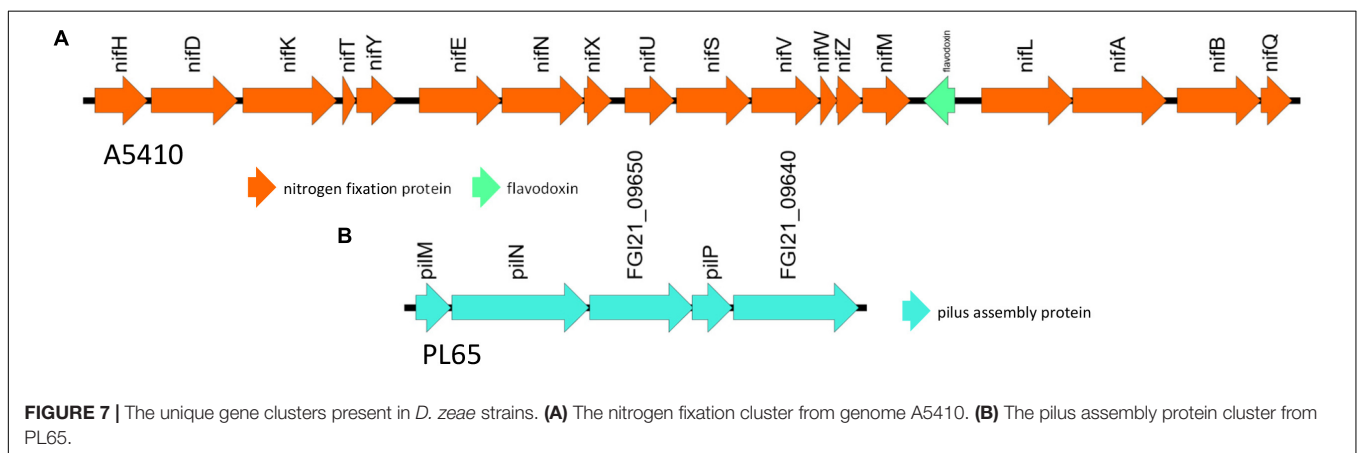 A
nifH nifD nifK nifT nifY nifE nifN nifX nifU nifS nifV nifW nifZ nifM flavodoxin nifL nifA nifB nifQ
A5410
nitrogen fixation protein flavodoxin
B
pilM pilN FGI21_09650 pilP FGI21_09640
pilus assembly protein
PL65
FIGURE 7 | The unique gene clusters present in D. zeae strains. (A) The nitrogen fixation cluster from genome A5410. (B) The pilus assembly protein cluster from
PL65.